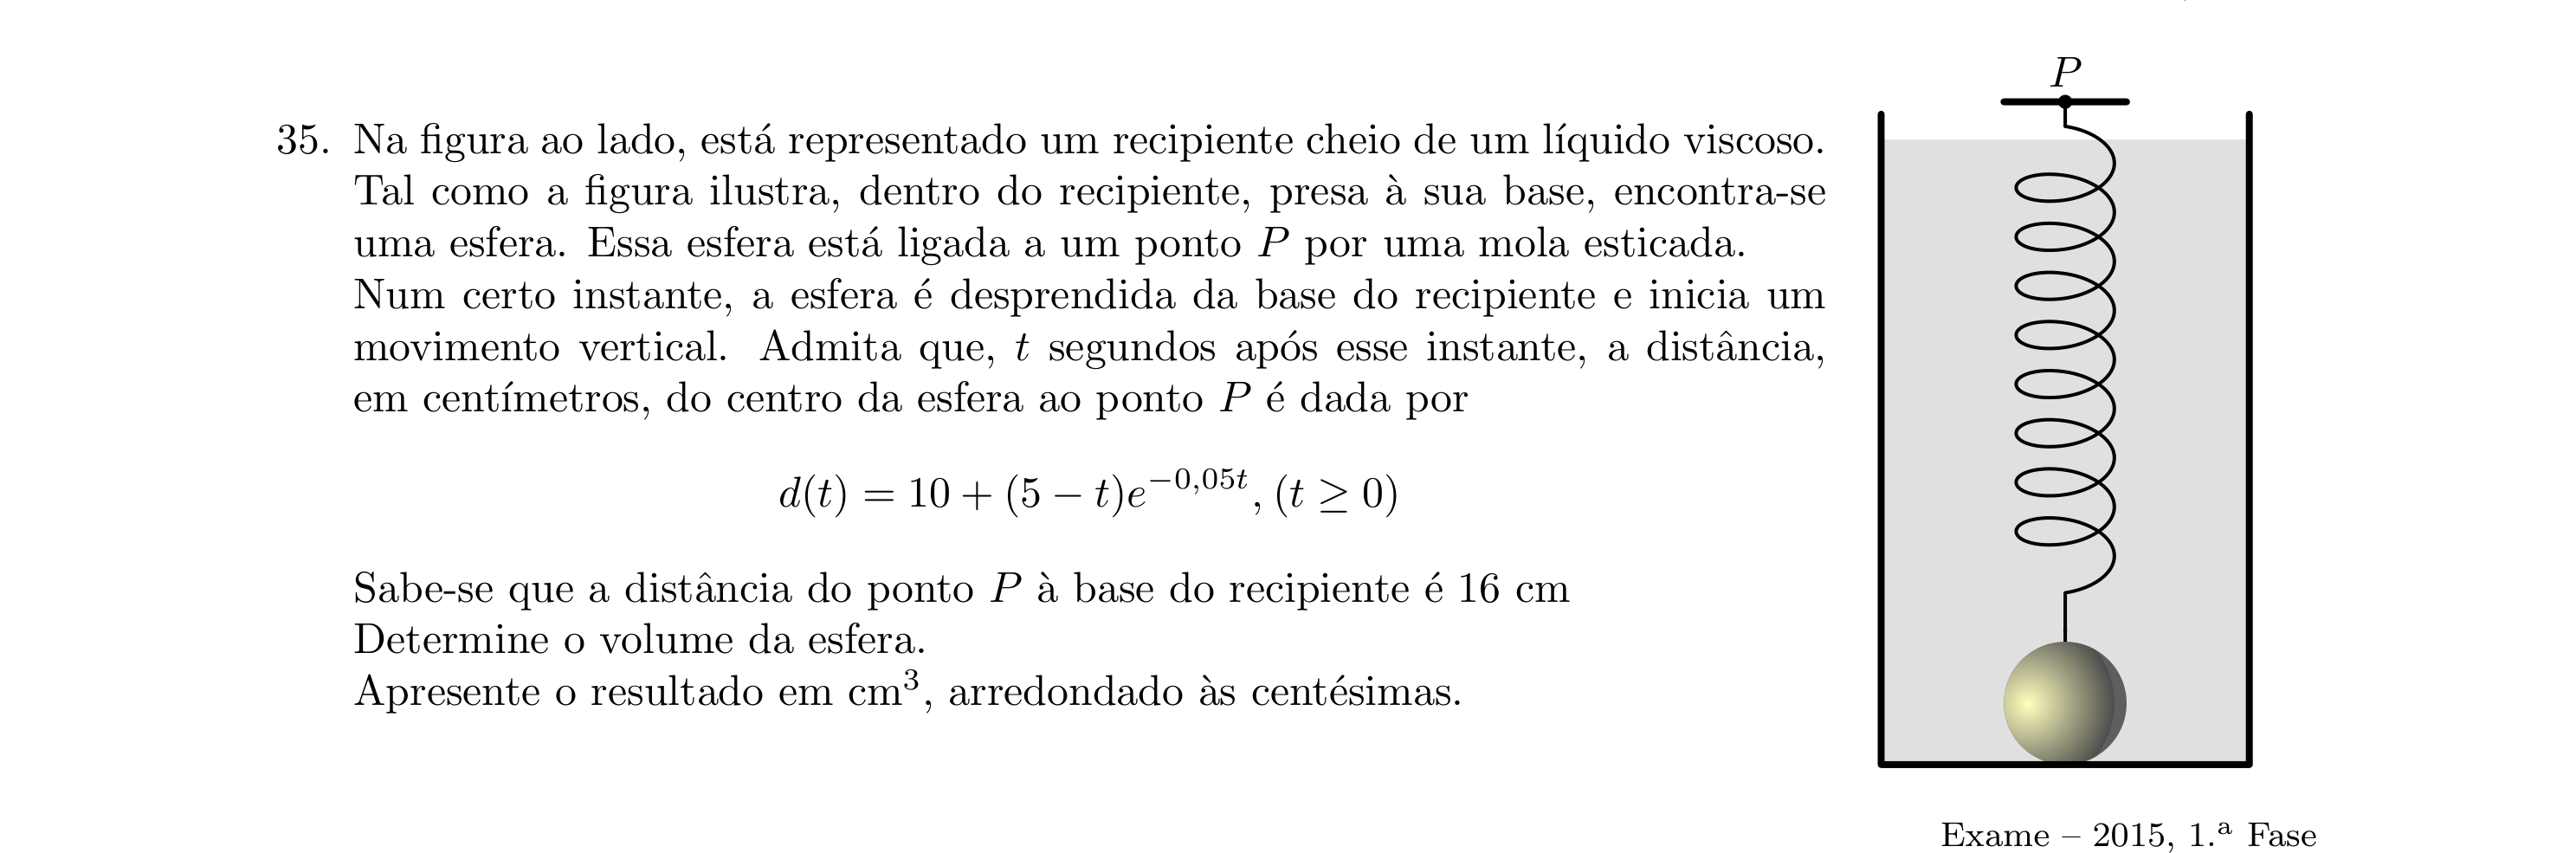 P
35. Na figura ao lado, está representado um recipiente cheio de um líquido viscoso.
Tal como a figura ilustra, dentro do recipiente, presa à sua base, encontra-se
uma esfera. Essa esfera está ligada a um ponto P por uma mola esticada.
Num certo instante, a esfera é desprendida da base do recipiente e inicia um
movimento vertical. Admita que, t segundos após esse instante, a distância,
em centímetros, do centro da esfera ao ponto P é dada por
d(t) = 10 + (5 − t)e^{−0,05t}, (t ≥ 0)
Sabe-se que a distância do ponto P à base do recipiente é 16 cm
Determine o volume da esfera.
Apresente o resultado em cm³, arredondado às centésimas.
Exame – 2015, 1.ª Fase